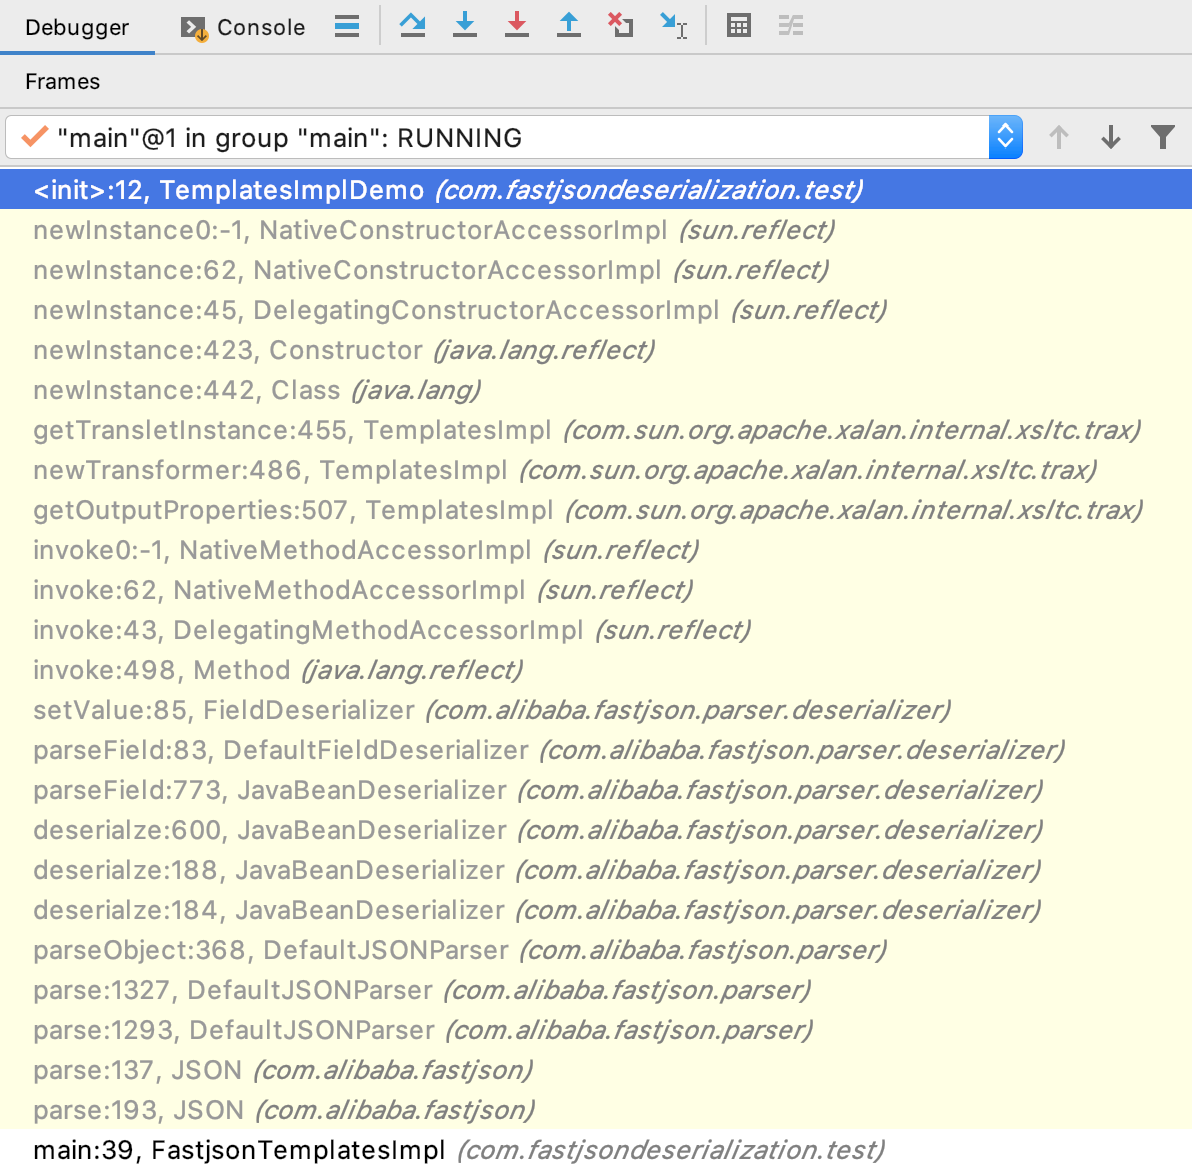 Debugger Console
Frames
"main"@1 in group "main": RUNNING
<init>:12, TemplatesImplDemo (com.fastjsondeserialization.test)
newInstance0:-1, NativeConstructorAccessorImpl (sun.reflect)
newInstance:62, NativeConstructorAccessorImpl (sun.reflect)
newInstance:45, DelegatingConstructorAccessorImpl (sun.reflect)
newInstance:423, Constructor (java.lang.reflect)
newInstance:442, Class (java.lang)
getTransletInstance:455, TemplatesImpl (com.sun.org.apache.xalan.internal.xsltc.trax)
newTransformer:486, TemplatesImpl (com.sun.org.apache.xalan.internal.xsltc.trax)
getOutputProperties:507, TemplatesImpl (com.sun.org.apache.xalan.internal.xsltc.trax)
invoke0:-1, NativeMethodAccessorImpl (sun.reflect)
invoke:62, NativeMethodAccessorImpl (sun.reflect)
invoke:43, DelegatingMethodAccessorImpl (sun.reflect)
invoke:498, Method (java.lang.reflect)
setValue:85, FieldDeserializer (com.alibaba.fastjson.parser.deserializer)
parseField:83, DefaultFieldDeserializer (com.alibaba.fastjson.parser.deserializer)
parseField:773, JavaBeanDeserializer (com.alibaba.fastjson.parser.deserializer)
deserialze:600, JavaBeanDeserializer (com.alibaba.fastjson.parser.deserializer)
deserialze:188, JavaBeanDeserializer (com.alibaba.fastjson.parser.deserializer)
deserialze:184, JavaBeanDeserializer (com.alibaba.fastjson.parser.deserializer)
parseObject:368, DefaultJSONParser (com.alibaba.fastjson.parser)
parse:1327, DefaultJSONParser (com.alibaba.fastjson.parser)
parse:1293, DefaultJSONParser (com.alibaba.fastjson.parser)
parse:137, JSON (com.alibaba.fastjson)
parse:193, JSON (com.alibaba.fastjson)
main:39, FastjsonTemplatesImpl (com.fastjsondeserialization.test)